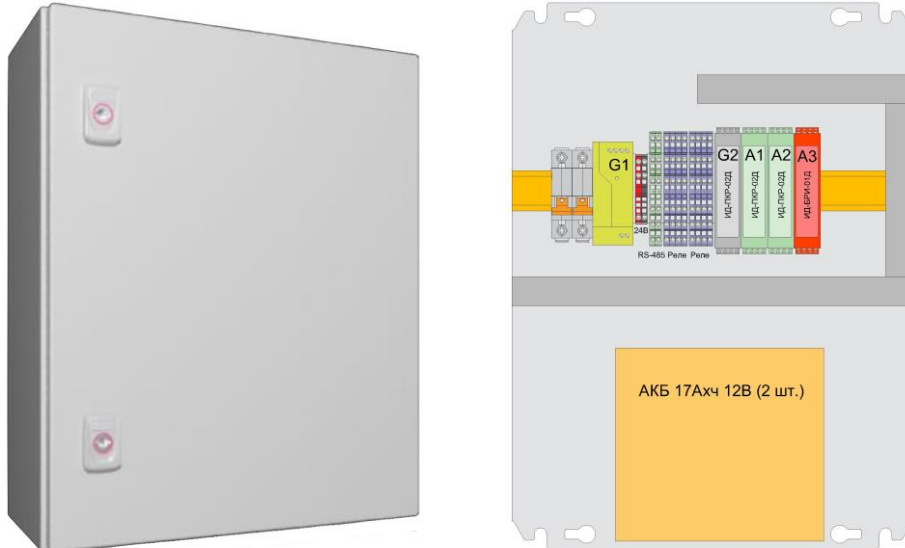 G1
24В
RS-485 Реле Реле
G2
ИД-ПКР-02Д
A1
ИД-ПКР-02Д
A2
ИД-ПКР-02Д
A3
ИД-БРИ-01Д
АКБ 17Ахч 12В (2 шт.)